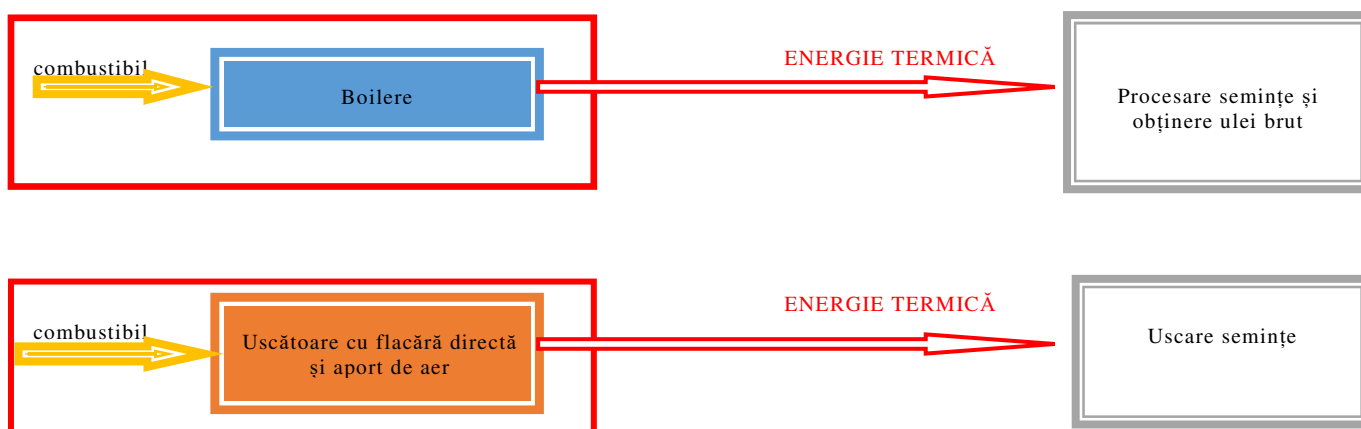 combustibil
Boilere
ENERGIE TERMICĂ
Procesare semințe și
obținere ulei brut
combustibil
Uscătoare cu flacără directă
și aport de aer
ENERGIE TERMICĂ
Uscare semințe